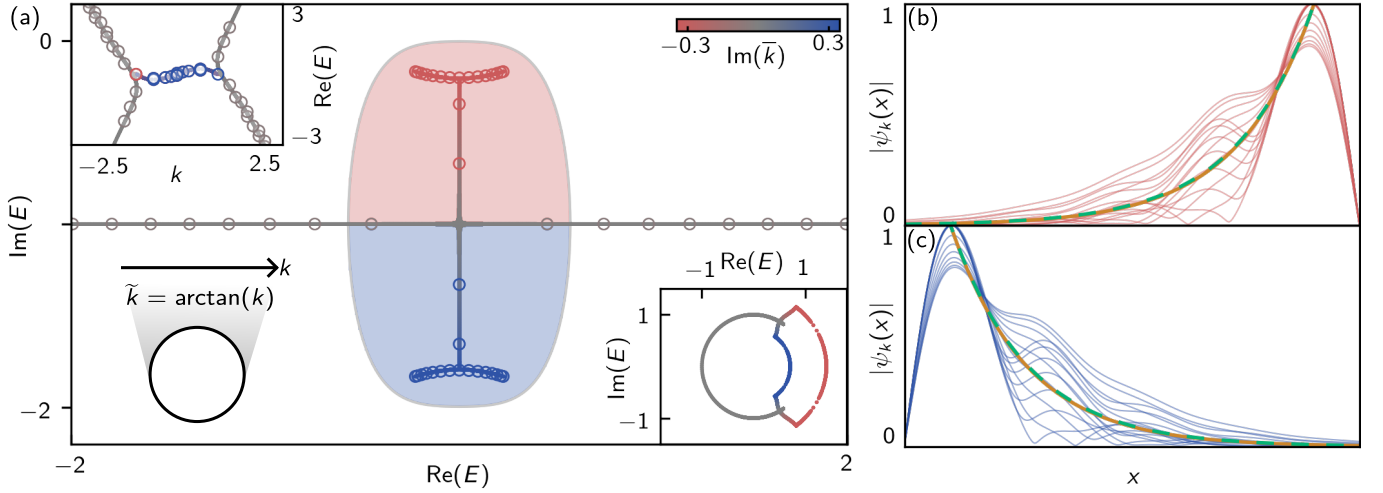 (a)
0
Im(E)
−2
−2
Re(E)
2
3
Re(E)
−3
−2.5
k
2.5
−0.3
Im(k̅)
0.3
k
k̃ = arctan(k)
−1
Re(E)
1
1
Im(E)
−1
(b)
1
|ψₖ(x)|
0
(c)
1
|ψₖ(x)|
0
x